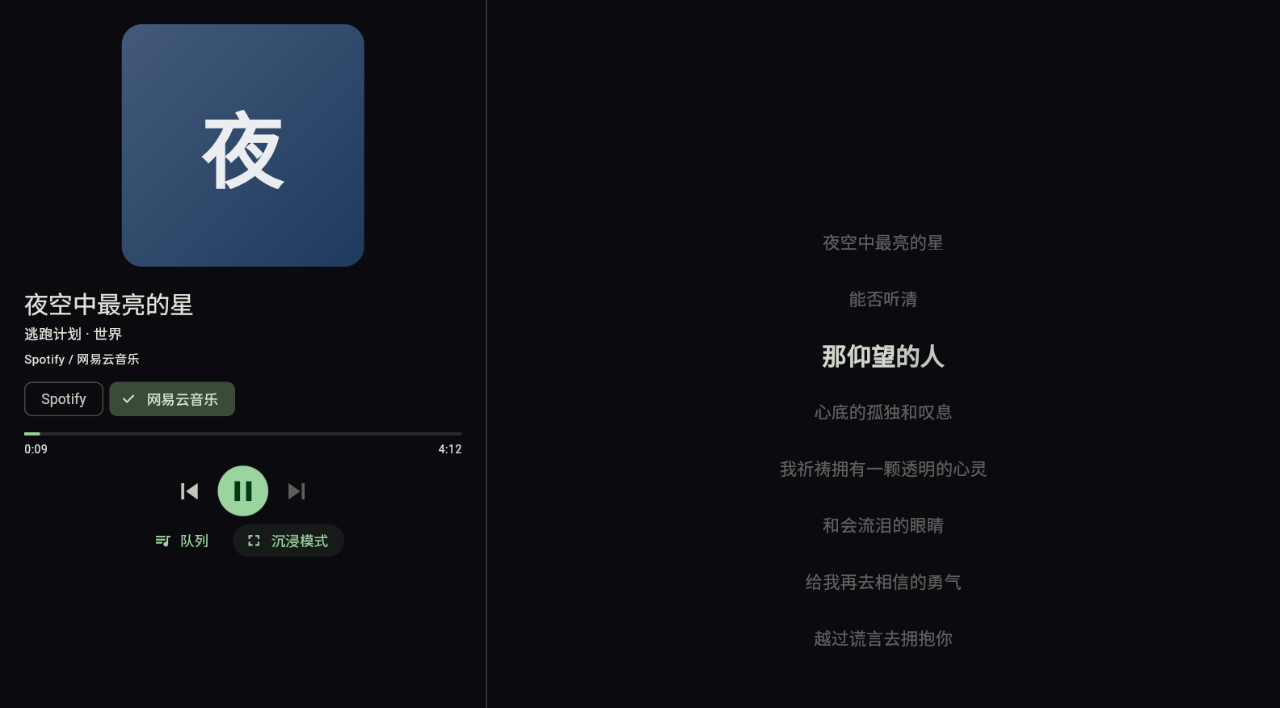 夜
夜空中最亮的星
逃跑计划 · 世界
Spotify / 网易云音乐
Spotify
网易云音乐
0:09
4:12
队列
沉浸模式
夜空中最亮的星
能否听清
那仰望的人
心底的孤独和叹息
我祈祷拥有一颗透明的心灵
和会流泪的眼睛
给我再去相信的勇气
越过谎言去拥抱你